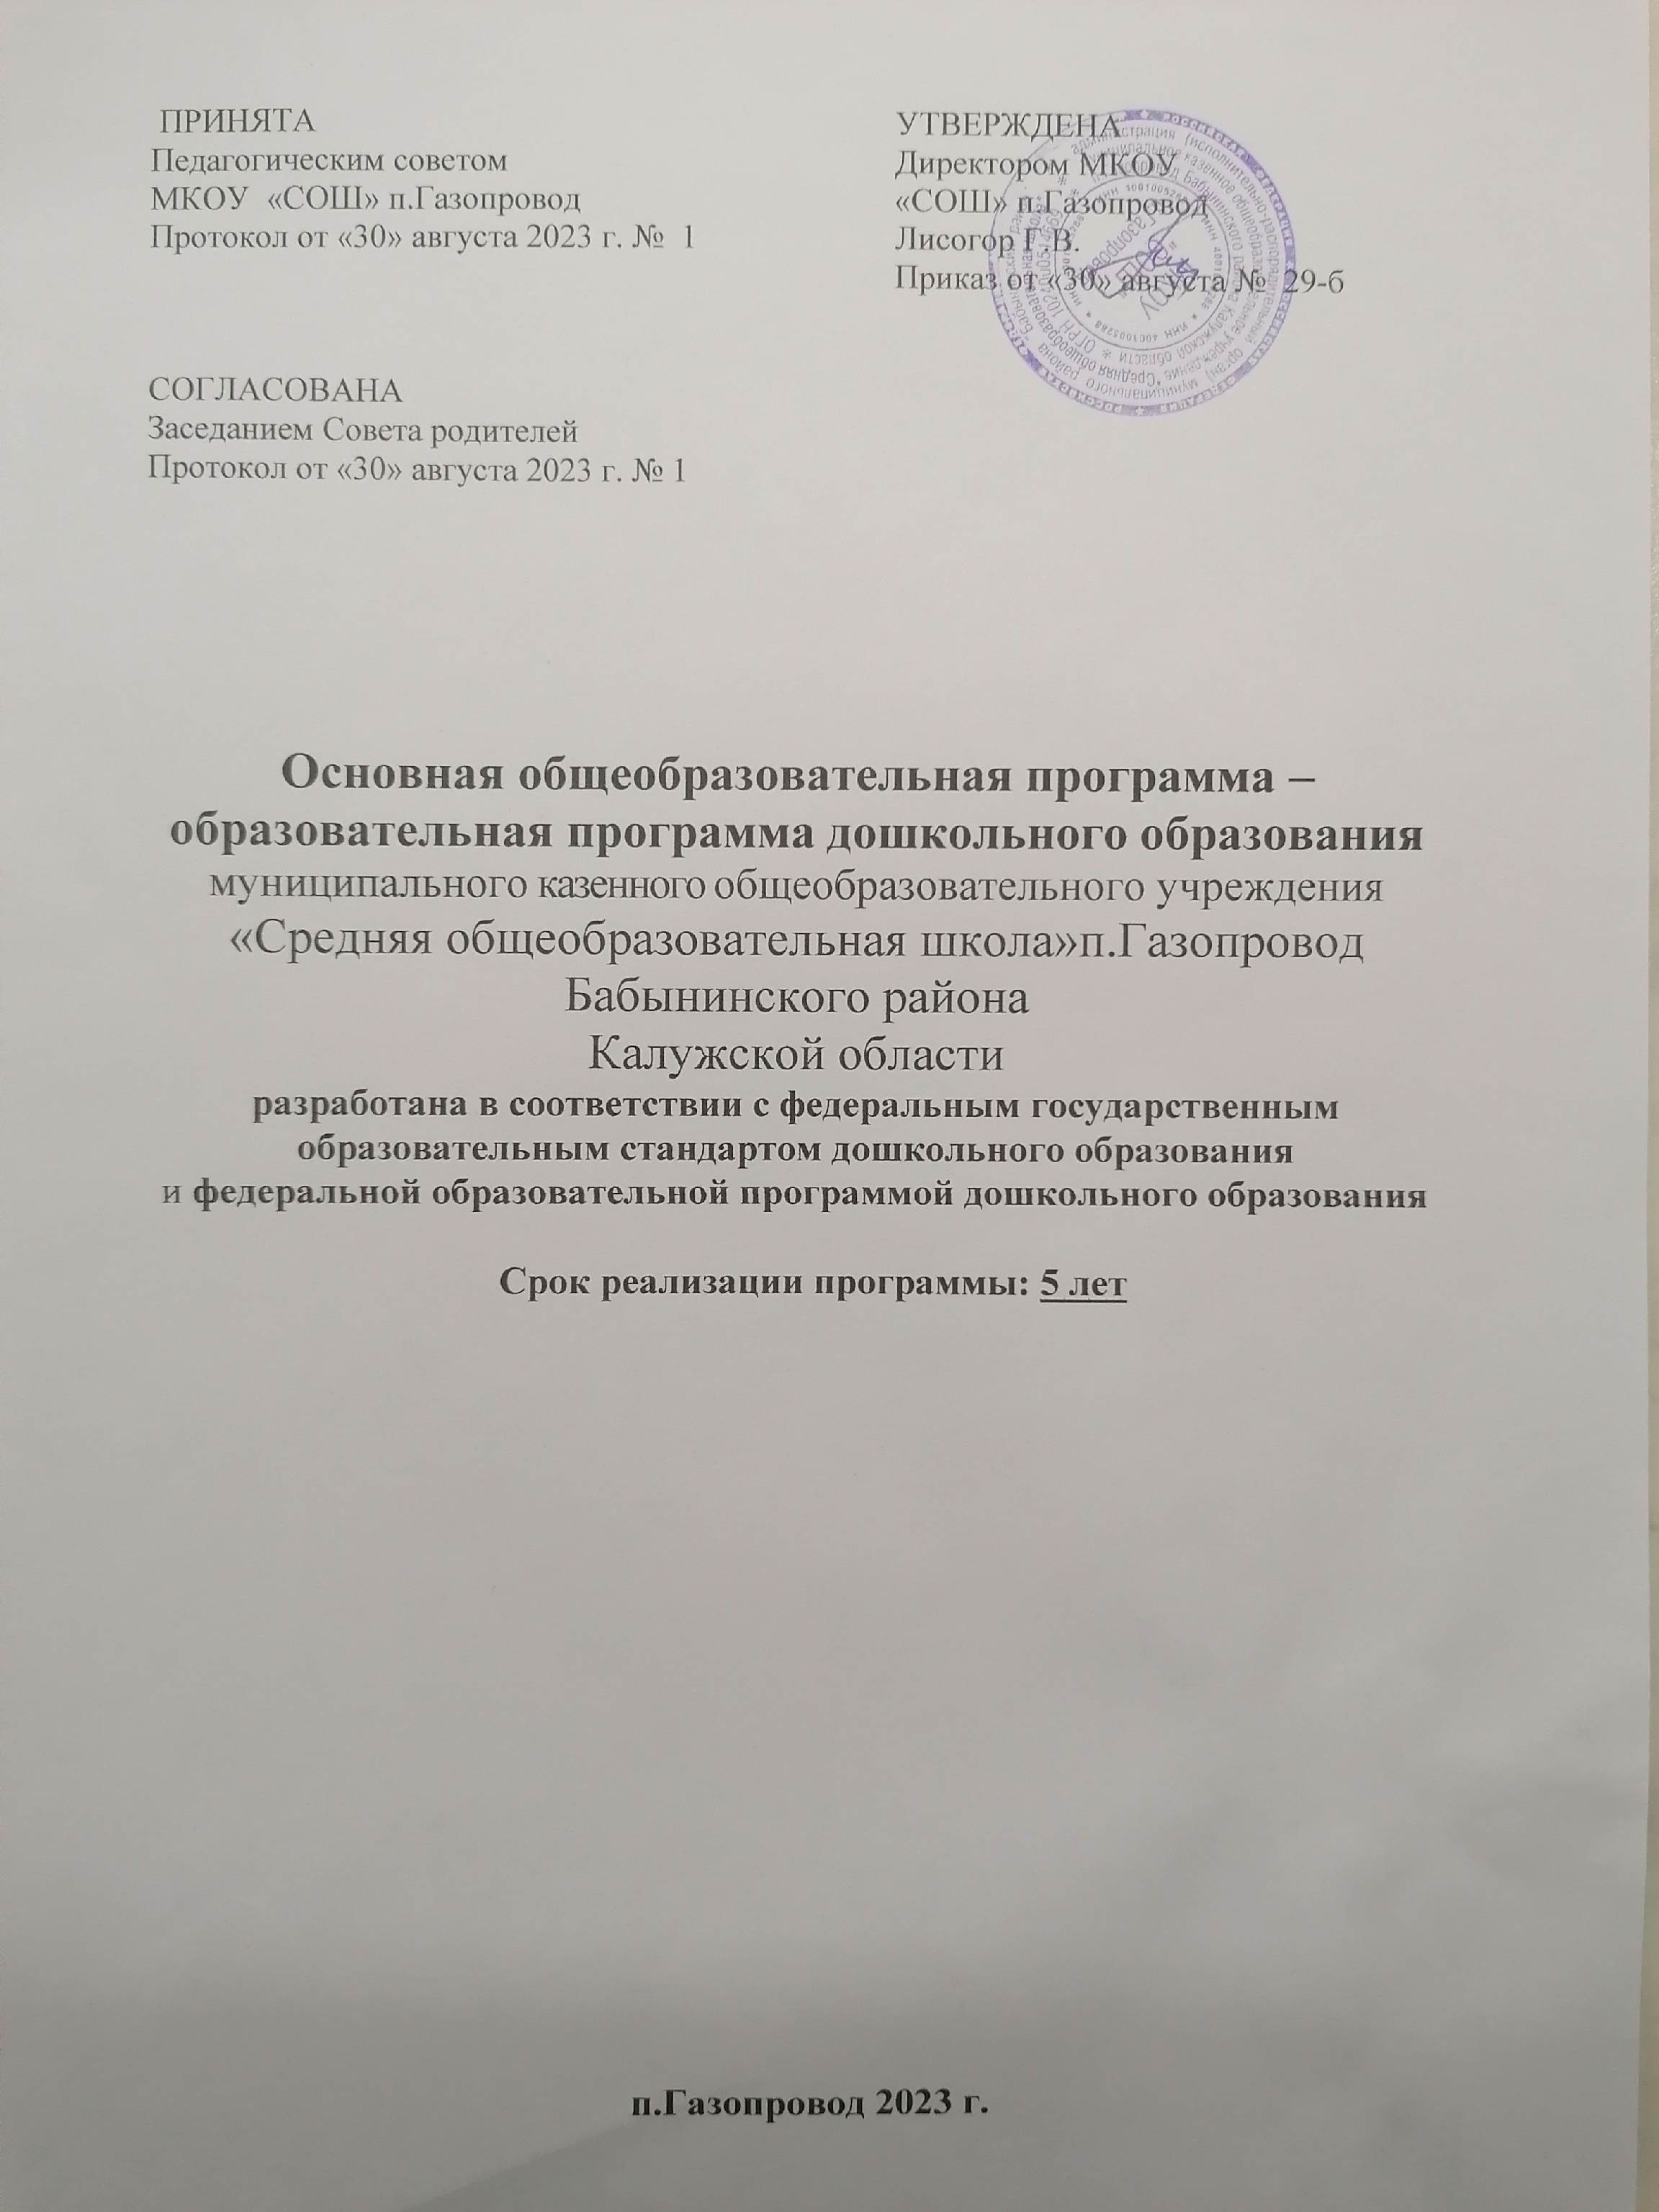 ПРИНЯТА
Педагогическим советом
МКОУ «СОШ» п.Газопровод
Протокол от «30» августа 2023 г. № 1
УТВЕРЖДЕНА
Директором МКОУ
«СОШ» п.Газопровод
Лисогор Г.В.
Приказ от «30» августа № 29-б
СОГЛАСОВАНА
Заседанием Совета родителей
Протокол от «30» августа 2023 г. № 1
Основная общеобразовательная программа –
образовательная программа дошкольного образования
муниципального казенного общеобразовательного учреждения
«Средняя общеобразовательная школа»п.Газопровод
Бабынинского района
Калужской области
разработана в соответствии с федеральным государственным
образовательным стандартом дошкольного образования
и федеральной образовательной программой дошкольного образования
Срок реализации программы: 5 лет
п.Газопровод 2023 г.